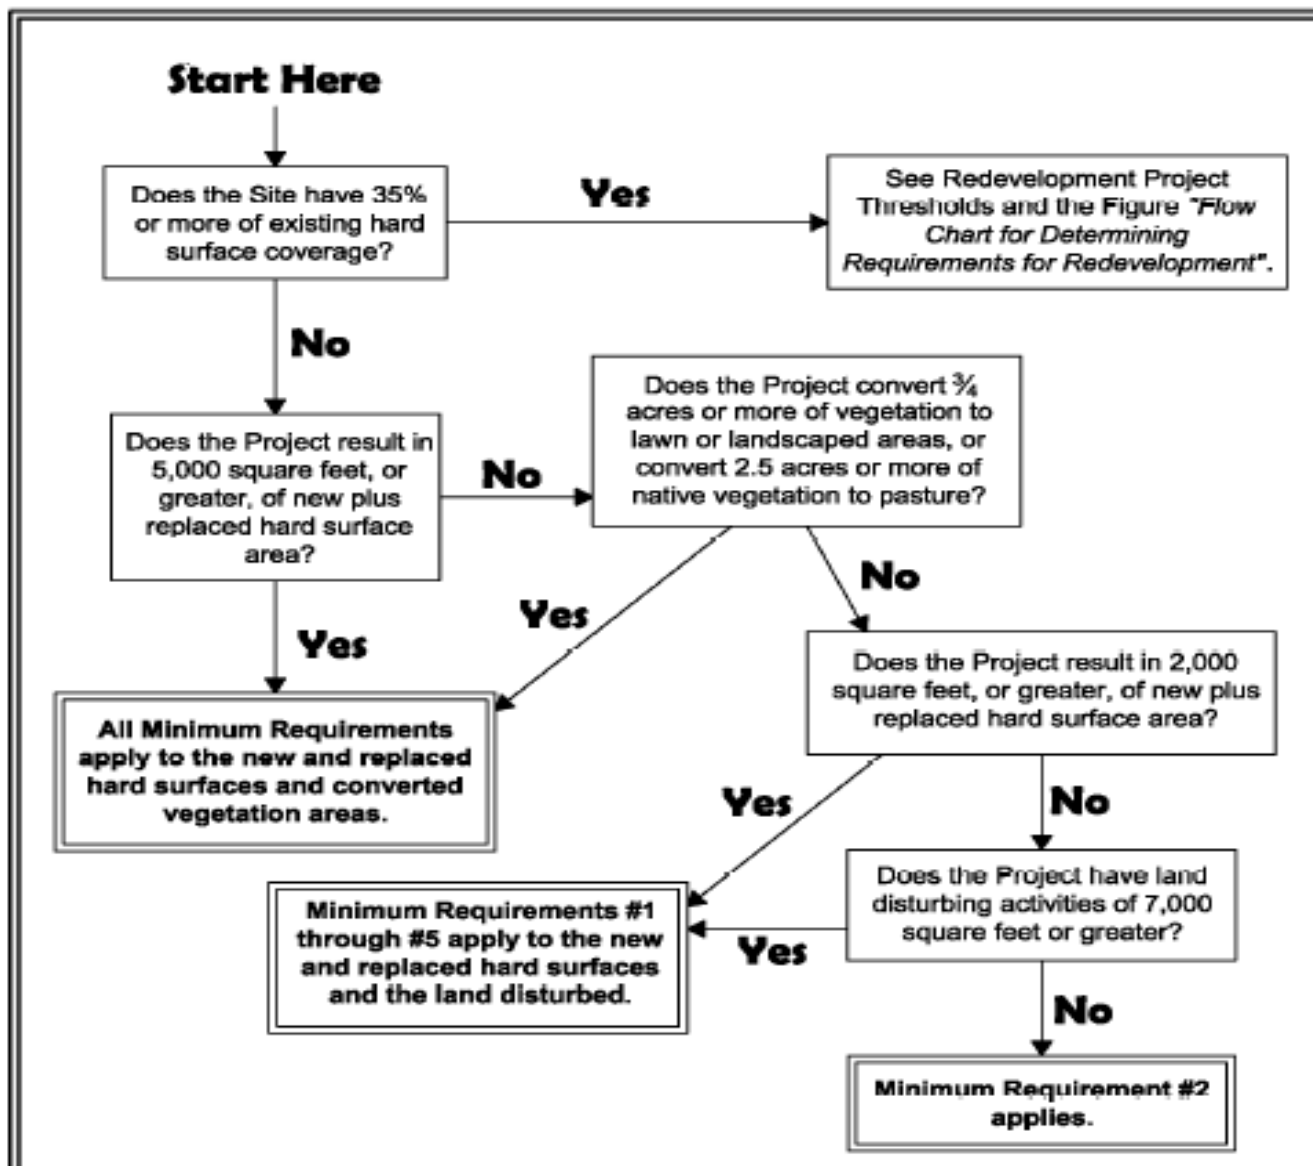 Start Here
Does the Site have 35%
or more of existing hard
surface coverage?
Yes
See Redevelopment Project
Thresholds and the Figure "Flow
Chart for Determining
Requirements for Redevelopment".
No
Does the Project result in
5,000 square feet, or
greater, of new plus
replaced hard surface
area?
No
Does the Project convert ¾
acres or more of vegetation to
lawn or landscaped areas, or
convert 2.5 acres or more of
native vegetation to pasture?
Yes
Yes
No
All Minimum Requirements
apply to the new and replaced
hard surfaces and converted
vegetation areas.
Does the Project result in 2,000
square feet, or greater, of new plus
replaced hard surface area?
Yes
No
Minimum Requirements #1
through #5 apply to the new
and replaced hard surfaces
and the land disturbed.
Does the Project have land
disturbing activities of 7,000
square feet or greater?
Yes
No
Minimum Requirement #2
applies.